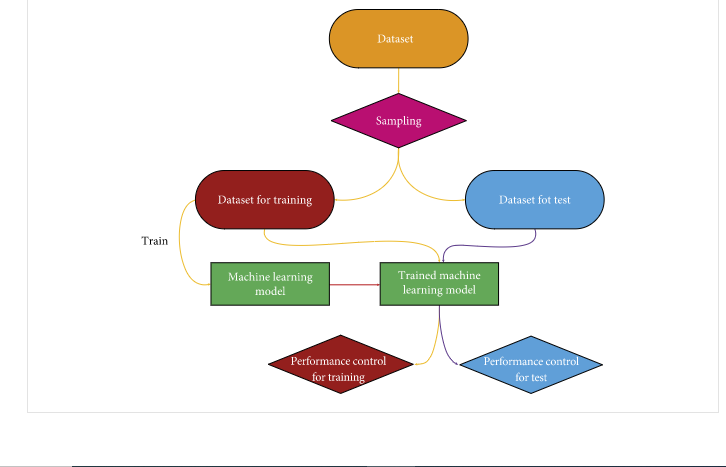 Dataset
Sampling
Dataset for training
Dataset fot test
Train
Machine learning
model
Trained machine
learning model
Performance control
for training
Performance control
for test